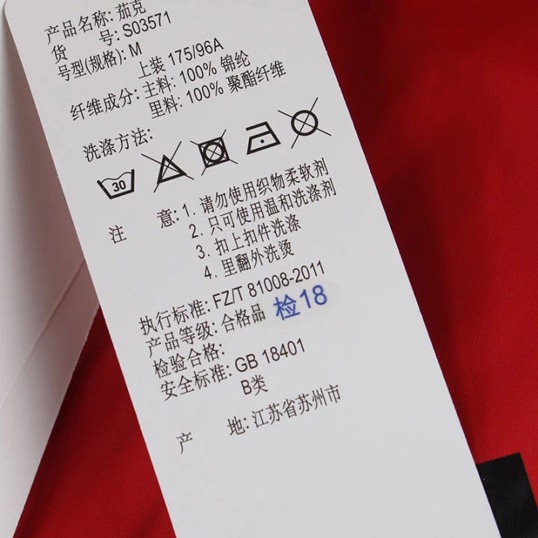 产品名称: 茄克
货 号: S03571
号型(规格): M
上装 175/96A
纤维成分: 主料: 100% 锦纶
里料: 100% 聚酯纤维
洗涤方法:
30
注 意: 1. 请勿使用织物柔软剂
2. 只可使用温和洗涤剂
3. 扣上扣件洗涤
4. 里翻外洗烫
执行标准: FZ/T 81008-2011
产品等级: 合格品 检18
检验合格:
安全标准: GB 18401
B类
产 地: 江苏省苏州市